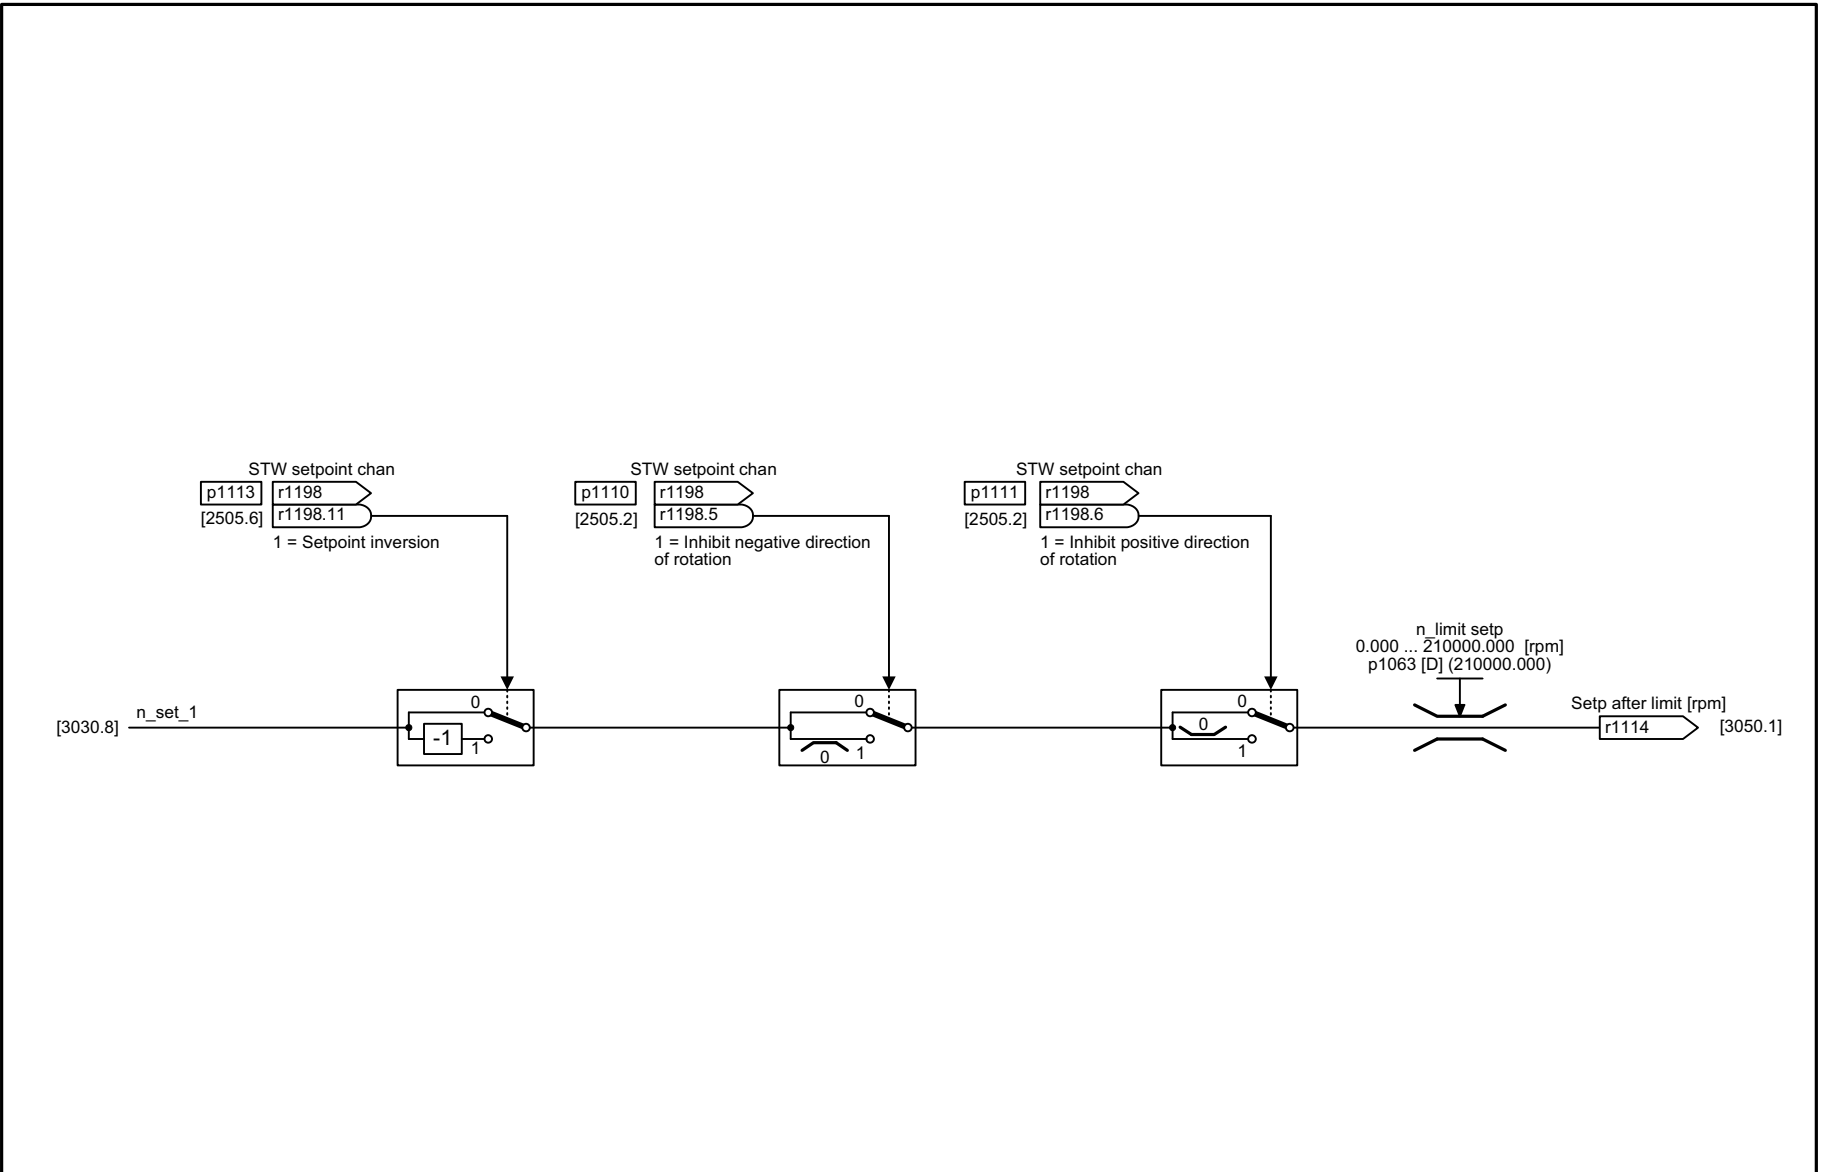 STW setpoint chan
p1113 r1198
[2505.6] r1198.11
1 = Setpoint inversion
STW setpoint chan
p1110 r1198
[2505.2] r1198.5
1 = Inhibit negative direction
of rotation
STW setpoint chan
p1111 r1198
[2505.2] r1198.6
1 = Inhibit positive direction
of rotation
n_limit setp
0.000 ... 210000.000 [rpm]
p1063 [D] (210000.000)
Setp after limit [rpm]
[3030.8]
n_set_1
0
-1
1
0
0
1
0
0
1
r1114
[3050.1]